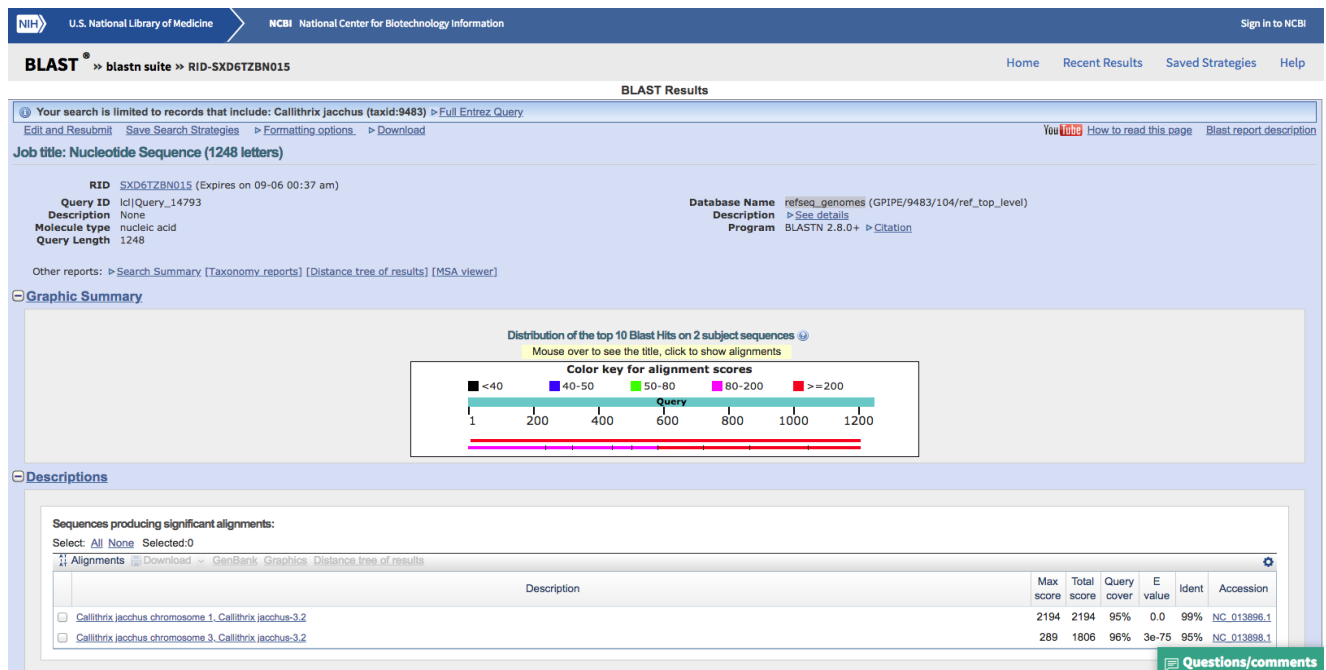 NIH U.S. National Library of Medicine NCBI National Center for Biotechnology Information Sign in to NCBI
BLAST ® » blastn suite » RID-SXD6TZBN015 Home Recent Results Saved Strategies Help
BLAST Results
Your search is limited to records that include: Callithrix jacchus (taxid:9483) Full Entrez Query
Edit and Resubmit Save Search Strategies Formatting options Download YouTube How to read this page Blast report description
Job title: Nucleotide Sequence (1248 letters)
RID SXD6TZBN015 (Expires on 09-06 00:37 am)
Query ID lcl|Query_14793 Database Name refseq_genomes (GPIPE/9483/104/ref_top_level)
Description None Description See details
Molecule type nucleic acid Program BLASTN 2.8.0+ Citation
Query Length 1248
Other reports: Search Summary [Taxonomy reports] [Distance tree of results] [MSA viewer]
Graphic Summary
Distribution of the top 10 Blast Hits on 2 subject sequences
Mouse over to see the title, click to show alignments
Color key for alignment scores
<40 40-50 50-80 80-200 >=200
Query
1 200 400 600 800 1000 1200
Descriptions
Sequences producing significant alignments:
Select: All None Selected:0
Alignments Download GenBank Graphics Distance tree of results
Description Max score Total score Query cover E value Ident Accession
Callithrix jacchus chromosome 1, Callithrix jacchus-3.2 2194 2194 95% 0.0 99% NC_013896.1
Callithrix jacchus chromosome 3, Callithrix jacchus-3.2 289 1806 96% 3e-75 95% NC_013898.1
Questions/comments